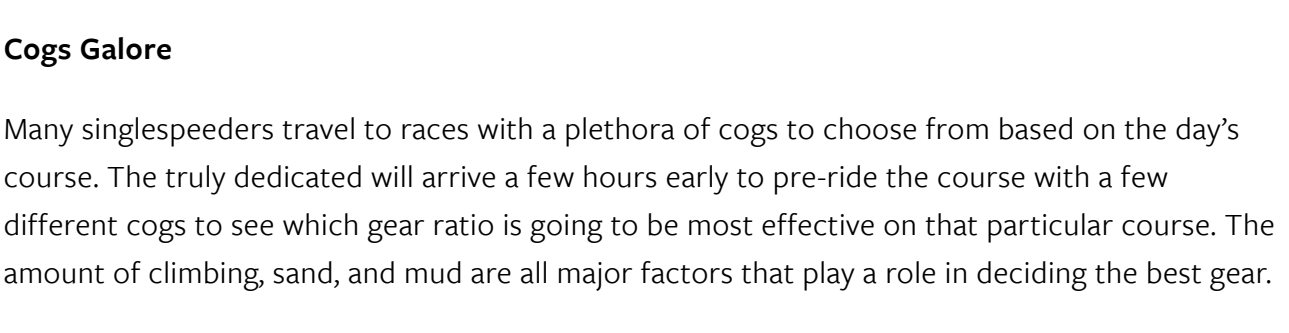 Cogs Galore
Many singlespeeders travel to races with a plethora of cogs to choose from based on the day’s
course. The truly dedicated will arrive a few hours early to pre-ride the course with a few
different cogs to see which gear ratio is going to be most effective on that particular course. The
amount of climbing, sand, and mud are all major factors that play a role in deciding the best gear.